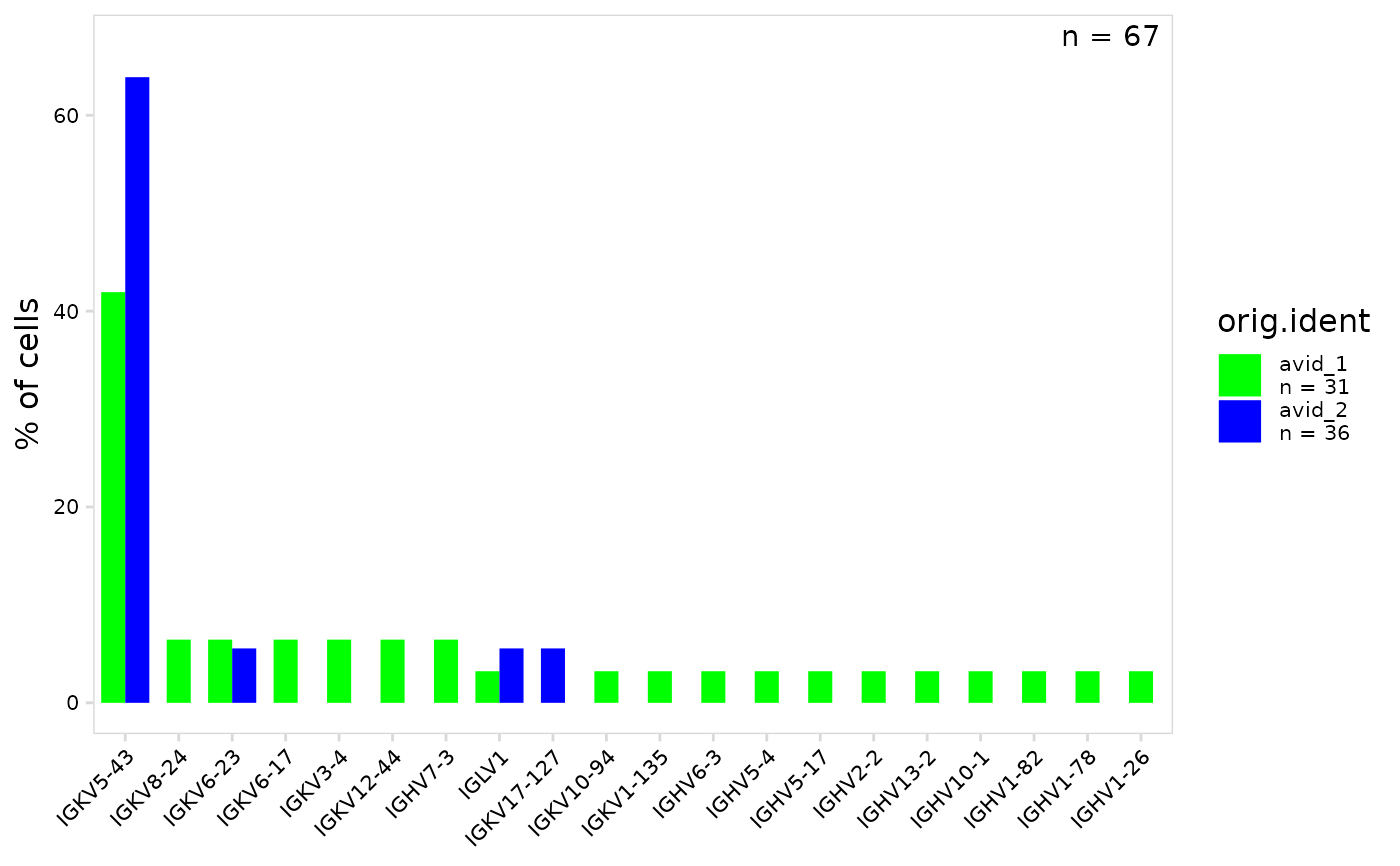 n = 67
60
40
20
0
% of cells
IGKV5-43
IGKV8-24
IGKV6-23
IGKV6-17
IGKV3-4
IGKV12-44
IGHV7-3
IGLV1
IGKV17-127
IGKV10-94
IGKV1-135
IGHV6-3
IGHV5-4
IGHV5-17
IGHV2-2
IGHV13-2
IGHV10-1
IGHV1-82
IGHV1-78
IGHV1-26
orig.ident
avid_1
n = 31
avid_2
n = 36